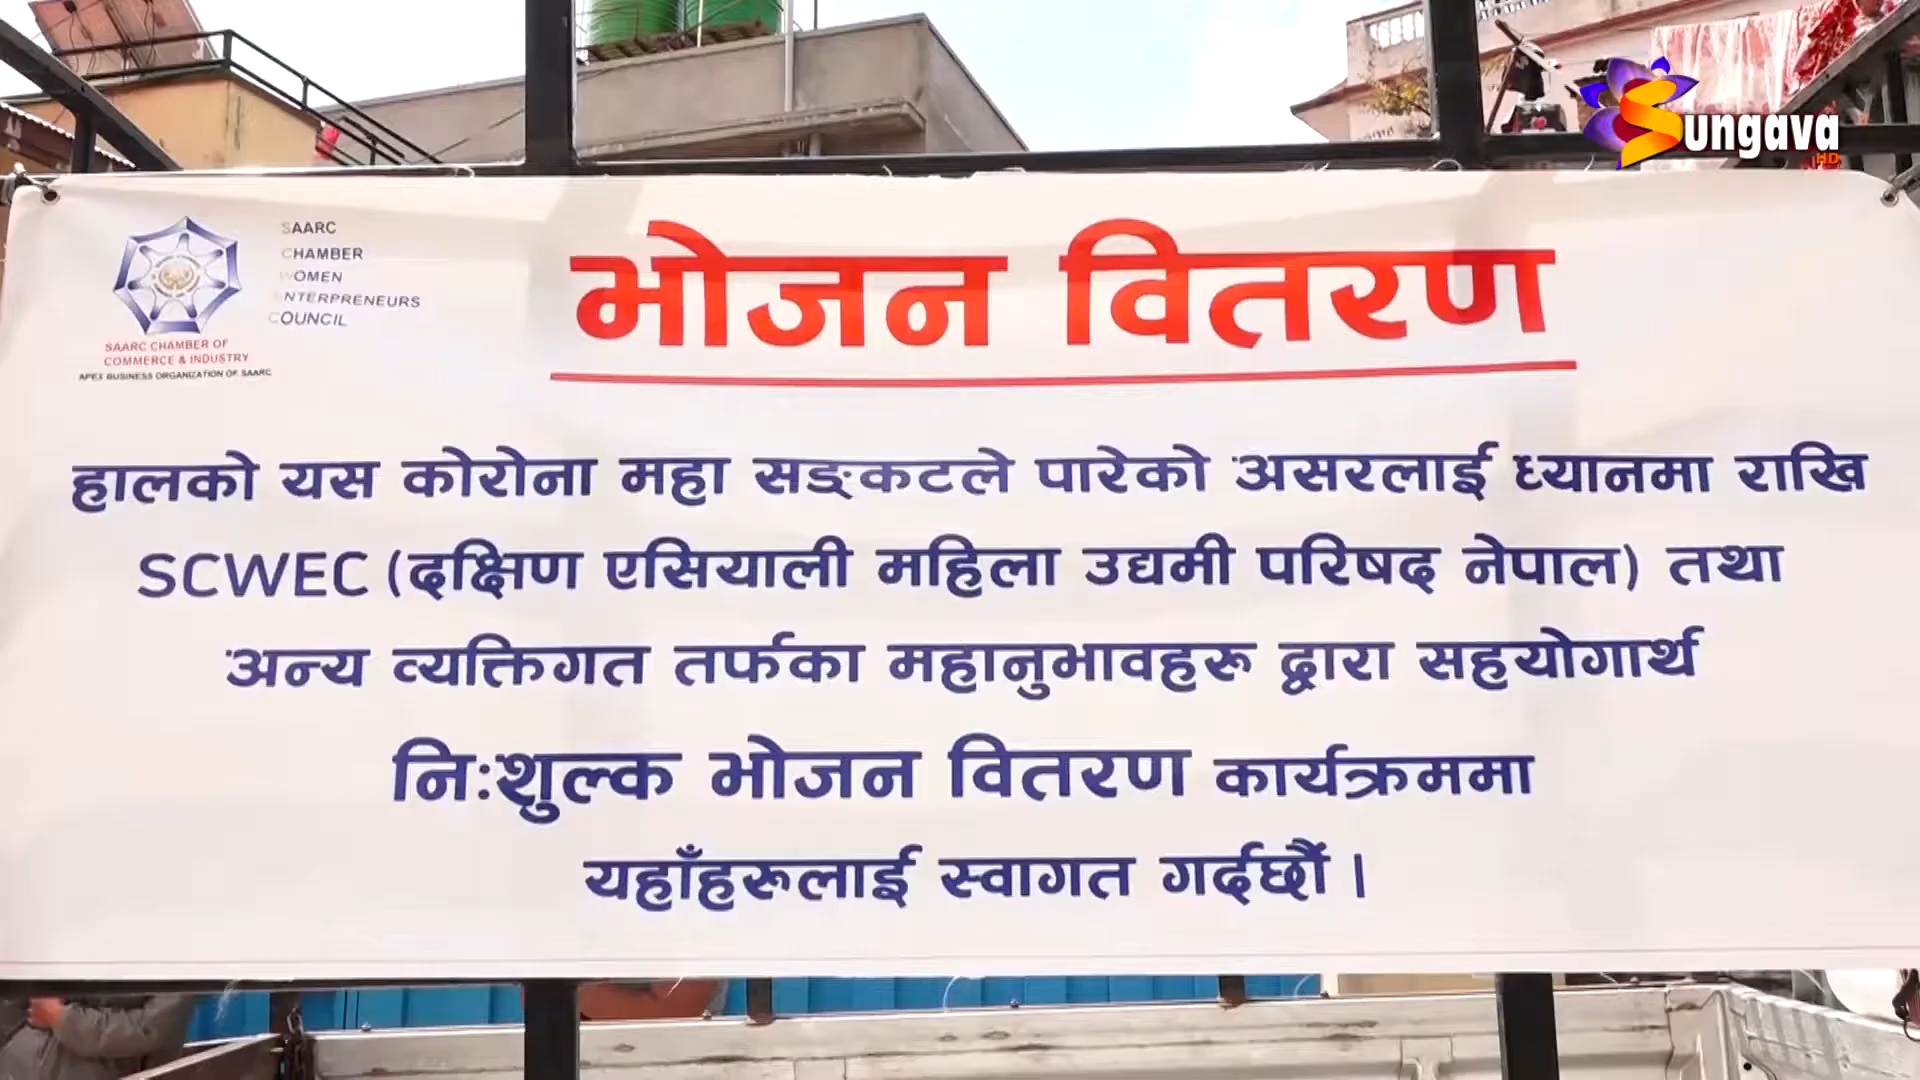 Sungava
HD
SAARC
CHAMBER
WOMEN
ENTREPRENEURS
COUNCIL
SAARC CHAMBER OF
COMMERCE & INDUSTRY
APEX BUSINESS ORGANIZATION OF SAARC
भोजन वितरण
हालको यस कोरोना महा सङ्कटले पारेको असरलाई ध्यानमा राखि
SCWEC (दक्षिण एसियाली महिला उद्यमी परिषद नेपाल) तथा
अन्य व्यक्तिगत तर्फका महानुभावहरू द्वारा सहयोगार्थ
निःशुल्क भोजन वितरण कार्यक्रममा
यहाँहरूलाई स्वागत गर्दछौं ।